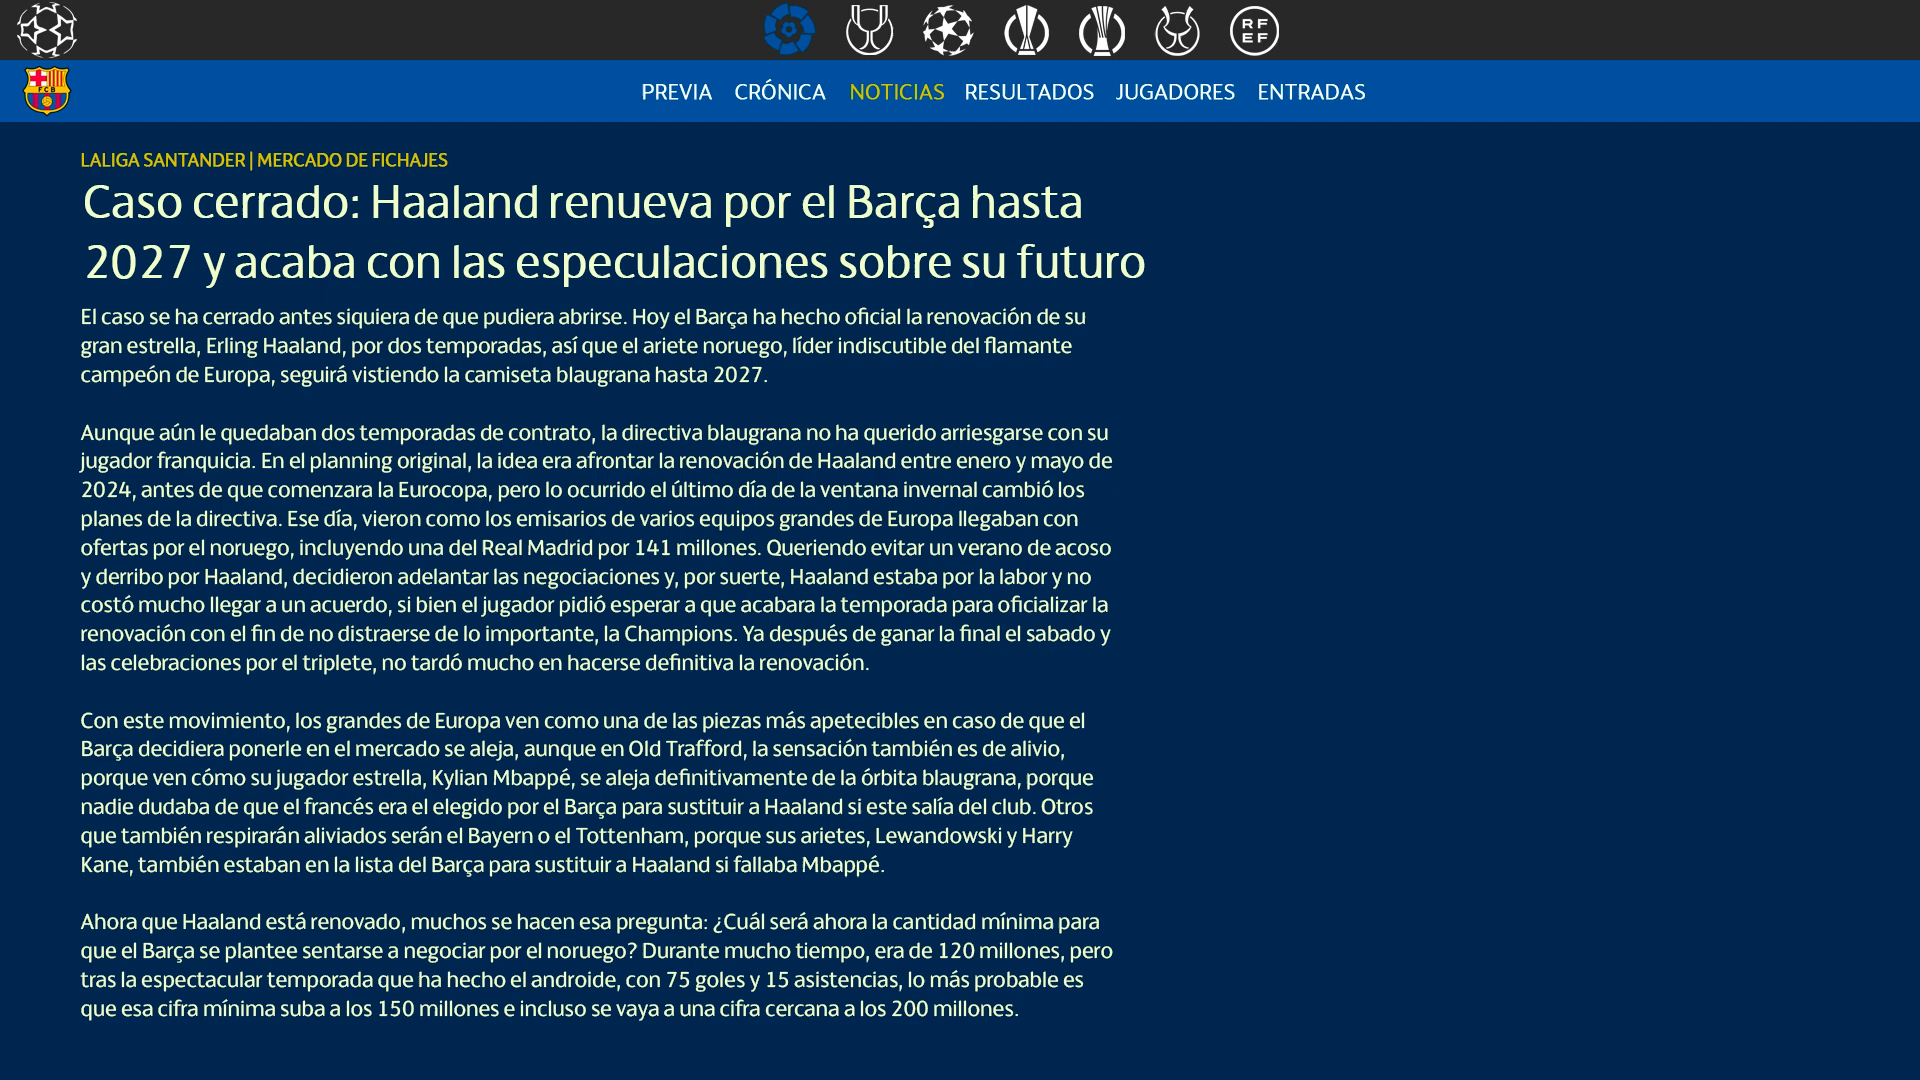 RF
EF
FCB
PREVIA CRÓNICA NOTICIAS RESULTADOS JUGADORES ENTRADAS
LALIGA SANTANDER | MERCADO DE FICHAJES
Caso cerrado: Haaland renueva por el Barça hasta
2027 y acaba con las especulaciones sobre su futuro
El caso se ha cerrado antes siquiera de que pudiera abrirse. Hoy el Barça ha hecho oficial la renovación de su
gran estrella, Erling Haaland, por dos temporadas, así que el ariete noruego, líder indiscutible del flamante
campeón de Europa, seguirá vistiendo la camiseta blaugrana hasta 2027.
Aunque aún le quedaban dos temporadas de contrato, la directiva blaugrana no ha querido arriesgarse con su
jugador franquicia. En el planning original, la idea era afrontar la renovación de Haaland entre enero y mayo de
2024, antes de que comenzara la Eurocopa, pero lo ocurrido el último día de la ventana invernal cambió los
planes de la directiva. Ese día, vieron como los emisarios de varios equipos grandes de Europa llegaban con
ofertas por el noruego, incluyendo una del Real Madrid por 141 millones. Queriendo evitar un verano de acoso
y derribo por Haaland, decidieron adelantar las negociaciones y, por suerte, Haaland estaba por la labor y no
costó mucho llegar a un acuerdo, si bien el jugador pidió esperar a que acabara la temporada para oficializar la
renovación con el fin de no distraerse de lo importante, la Champions. Ya después de ganar la final el sabado y
las celebraciones por el triplete, no tardó mucho en hacerse definitiva la renovación.
Con este movimiento, los grandes de Europa ven como una de las piezas más apetecibles en caso de que el
Barça decidiera ponerle en el mercado se aleja, aunque en Old Trafford, la sensación también es de alivio,
porque ven cómo su jugador estrella, Kylian Mbappé, se aleja definitivamente de la órbita blaugrana, porque
nadie dudaba de que el francés era el elegido por el Barça para sustituir a Haaland si este salía del club. Otros
que también respirarán aliviados serán el Bayern o el Tottenham, porque sus arietes, Lewandowski y Harry
Kane, también estaban en la lista del Barça para sustituir a Haaland si fallaba Mbappé.
Ahora que Haaland está renovado, muchos se hacen esa pregunta: ¿Cuál será ahora la cantidad mínima para
que el Barça se plantee sentarse a negociar por el noruego? Durante mucho tiempo, era de 120 millones, pero
tras la espectacular temporada que ha hecho el androide, con 75 goles y 15 asistencias, lo más probable es
que esa cifra mínima suba a los 150 millones e incluso se vaya a una cifra cercana a los 200 millones.